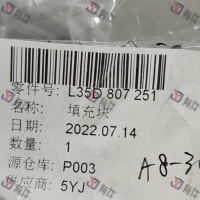 零件号: L35D 807 251
名称: 填充块
日期: 2022.07.14
数量: 1
源仓库: P003
供应商: 5YJ
A8-3